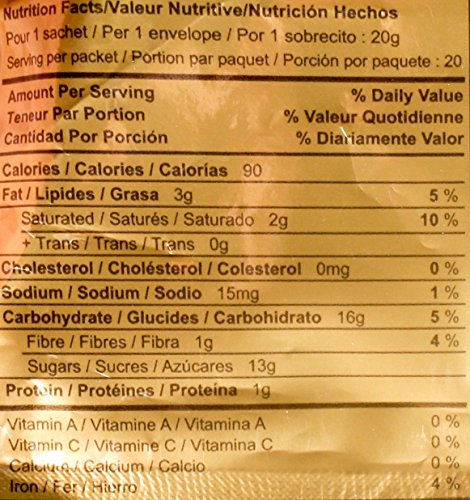 Nutrition Facts/Valeur Nutritive/Nutrición Hechos
Pour 1 sachet / Per 1 envelope / Por 1 sobrecito : 20g
Serving per packet / Portion par paquet / Porción por paquete : 20
Amount Per Serving % Daily Value
Teneur Par Portion % Valeur Quotidienne
Cantidad Por Porción % Diariamente Valor
Calories / Calories / Calorías 90
Fat / Lipides / Grasa 3g 5 %
Saturated / Saturés / Saturado 2g 10 %
+ Trans / Trans / Trans 0g
Cholesterol / Cholésterol / Colesterol 0mg 0 %
Sodium / Sodium / Sodio 15mg 1 %
Carbohydrate / Glucides / Carbohidrato 16g 5 %
Fibre / Fibres / Fibra 1g 4 %
Sugars / Sucres / Azúcares 13g
Protein / Protéines / Proteína 1g
Vitamin A / Vitamine A / Vitamina A 0 %
Vitamin C / Vitamine C / Vitamina C 0 %
Calcium / Calcium / Calcio 0 %
Iron / Fer / Hierro 4 %